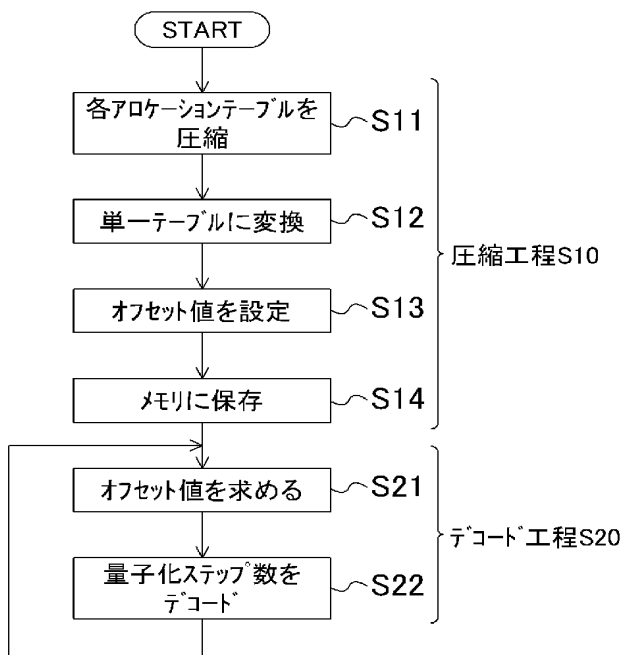 START
各アロケーションテーブルを
圧縮
S11
単一テーブルに変換
S12
オフセット値を設定
S13
メモリに保存
S14
圧縮工程S10
オフセット値を求める
S21
量子化ステップ数を
デコード
S22
デコード工程S20